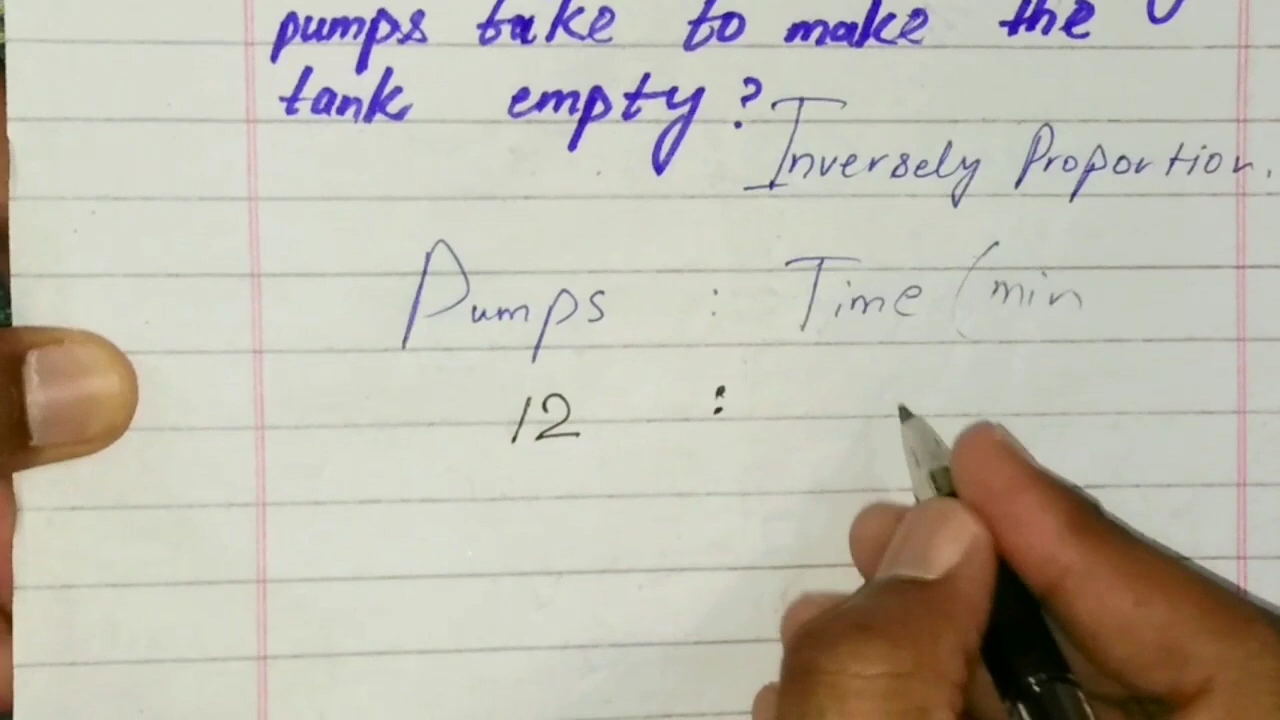 pumps take to make the
tank empty?
Inversely Proportion.
Pumps : Time (min
12 :